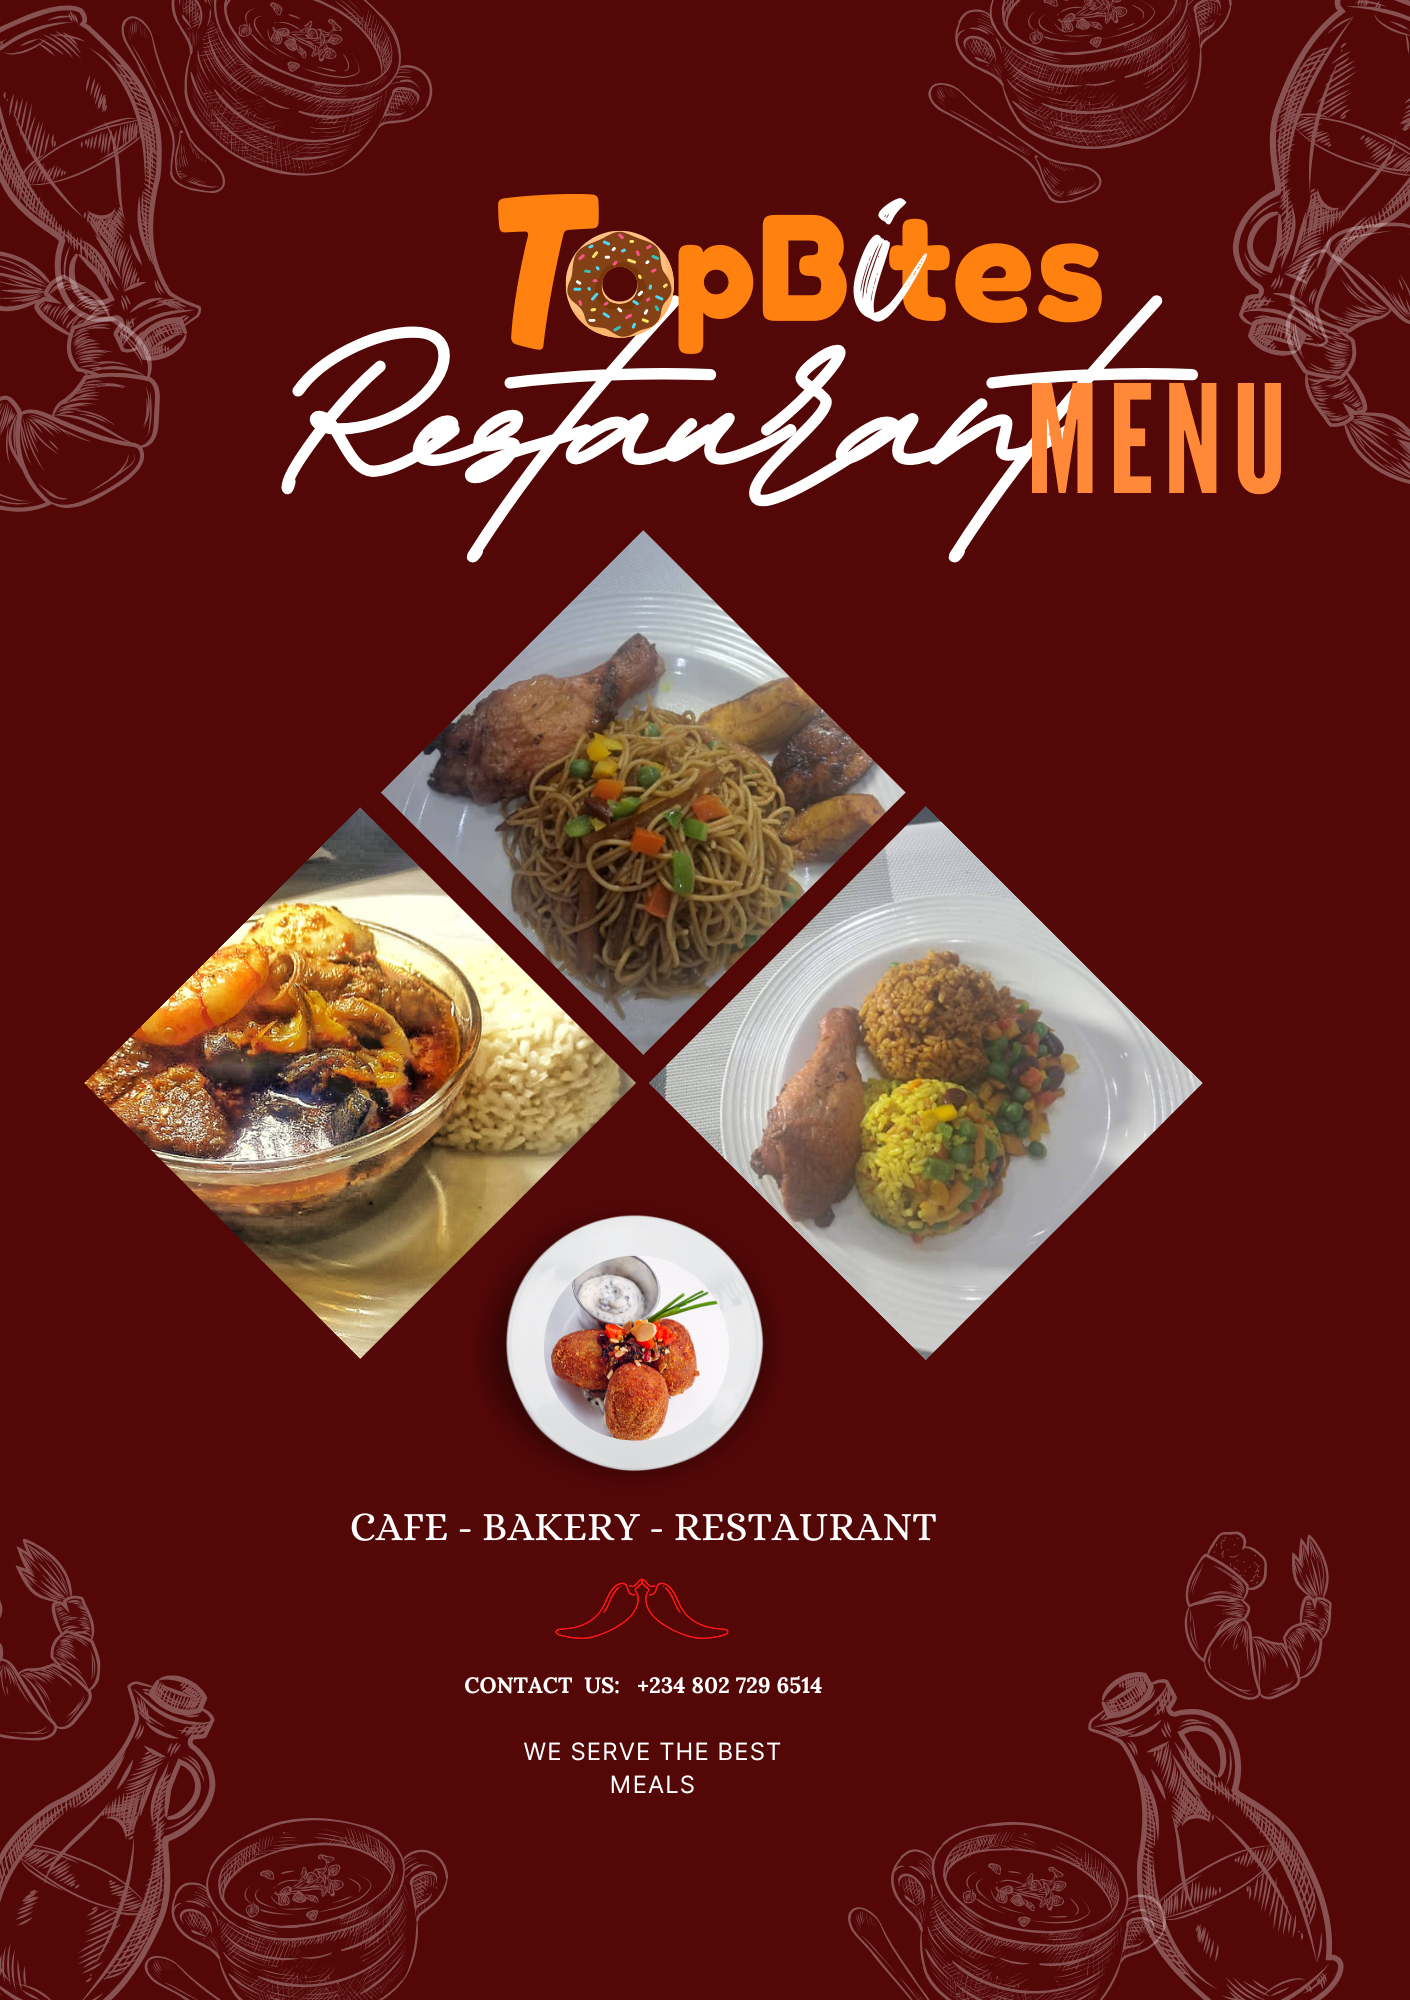 TopBites
Restaurant
MENU
CAFE - BAKERY - RESTAURANT
CONTACT US: +234 802 729 6514
WE SERVE THE BEST
MEALS